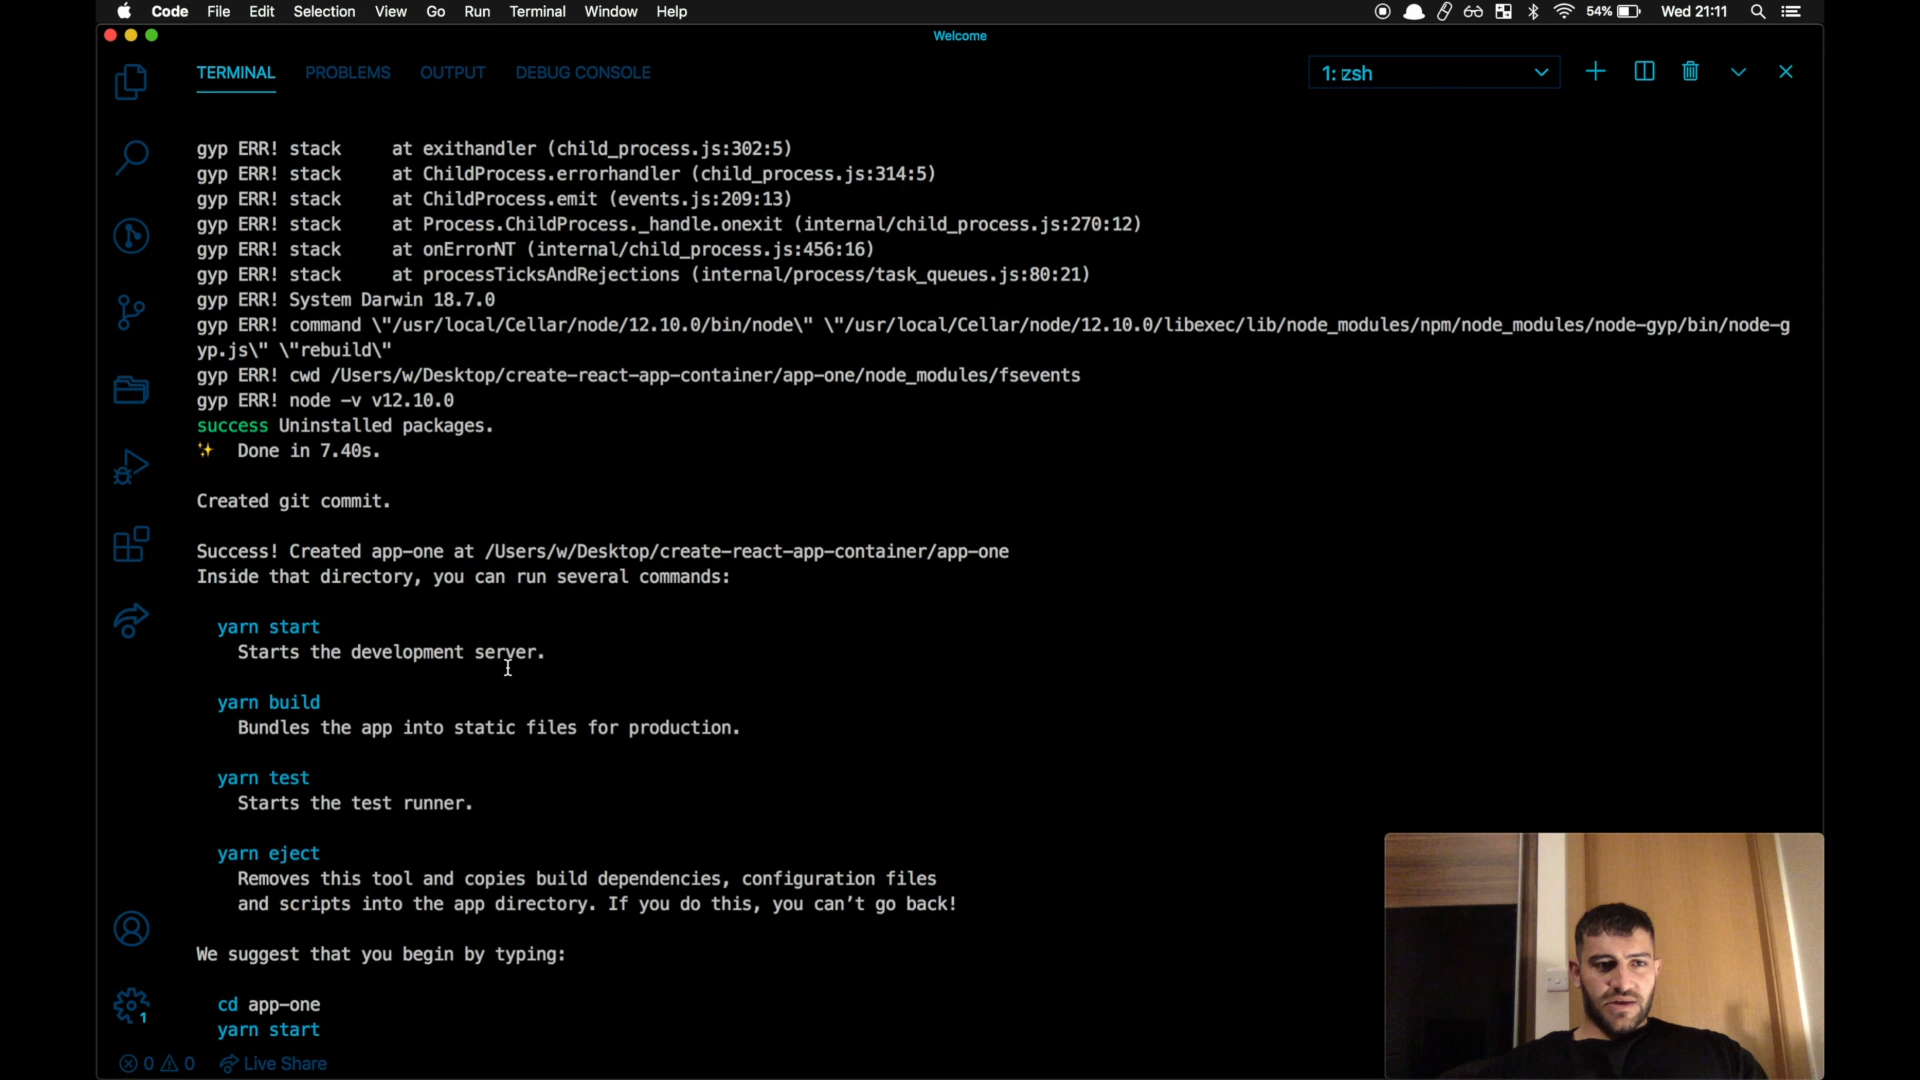 Code File Edit Selection View Go Run Terminal Window Help
54% Wed 21:11
Welcome
TERMINAL PROBLEMS OUTPUT DEBUG CONSOLE
1: zsh
gyp ERR! stack     at exithandler (child_process.js:302:5)
gyp ERR! stack     at ChildProcess.errorhandler (child_process.js:314:5)
gyp ERR! stack     at ChildProcess.emit (events.js:209:13)
gyp ERR! stack     at Process.ChildProcess._handle.onexit (internal/child_process.js:270:12)
gyp ERR! stack     at onErrorNT (internal/child_process.js:456:16)
gyp ERR! stack     at processTicksAndRejections (internal/process/task_queues.js:80:21)
gyp ERR! System Darwin 18.7.0
gyp ERR! command \"/usr/local/Cellar/node/12.10.0/bin/node\" \"/usr/local/Cellar/node/12.10.0/libexec/lib/node_modules/npm/node_modules/node-gyp/bin/node-g
yp.js\" \"rebuild\"
gyp ERR! cwd /Users/w/Desktop/create-react-app-container/app-one/node_modules/fsevents
gyp ERR! node -v v12.10.0
success Uninstalled packages.
✨ Done in 7.40s.
Created git commit.
Success! Created app-one at /Users/w/Desktop/create-react-app-container/app-one
Inside that directory, you can run several commands:
yarn start
Starts the development server.
yarn build
Bundles the app into static files for production.
yarn test
Starts the test runner.
yarn eject
Removes this tool and copies build dependencies, configuration files
and scripts into the app directory. If you do this, you can’t go back!
We suggest that you begin by typing:
cd app-one
yarn start
1
0 0 Live Share